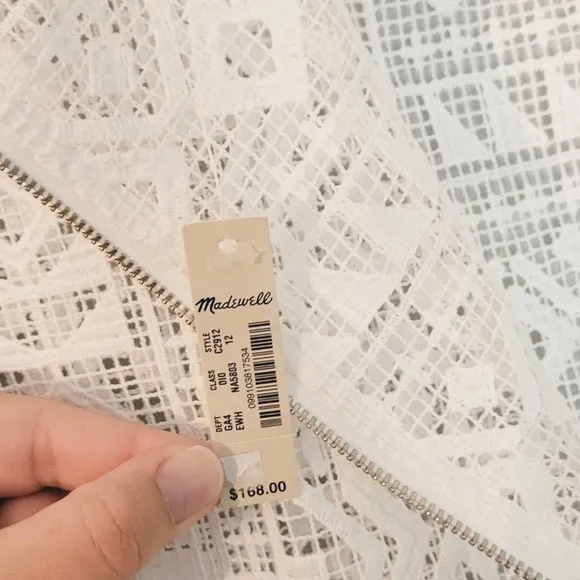 Madewell
DEPT CLASS STYLE
GA4 010 C2912
EWH NA5803 12
099103817534
$168.00